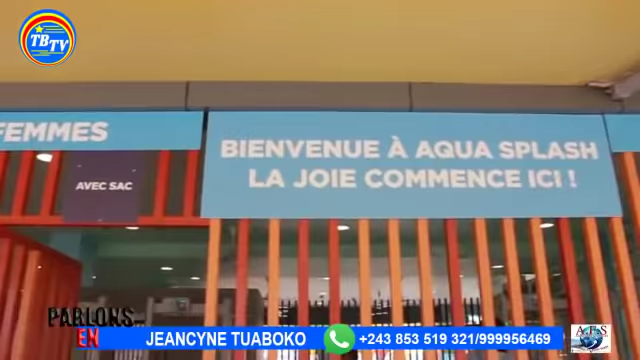 TBTV
FEMMES
BIENVENUE À AQUA SPLASH
LA JOIE COMMENCE ICI !
AVEC SAC
PARLONS...
EN
JEANCYNE TUABOKO
+243 853 519 321/999956469
A.F.S